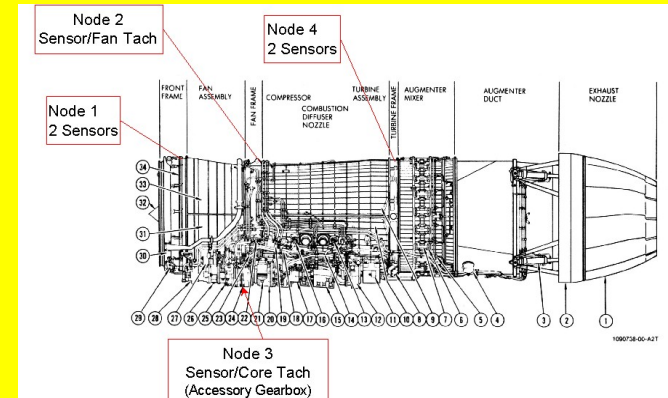 Node 2
Sensor/Fan Tach
Node 4
2 Sensors
Node 1
2 Sensors
FRONT
FRAME
FAN
ASSEMBLY
FAN FRAME
COMPRESSOR
COMBUSTION
DIFFUSER
NOZZLE
TURBINE
ASSEMBLY
TURBINE FRAME
AUGMENTER
MIXER
AUGMENTER
DUCT
EXHAUST
NOZZLE
34
33
32
31
30
29 28 27 26 25 23 24 22 21 20 19 18 17 16 15 14 13 12 11 10 9 8 7 6 5 4 3 2 1
Node 3
Sensor/Core Tach
(Accessory Gearbox)